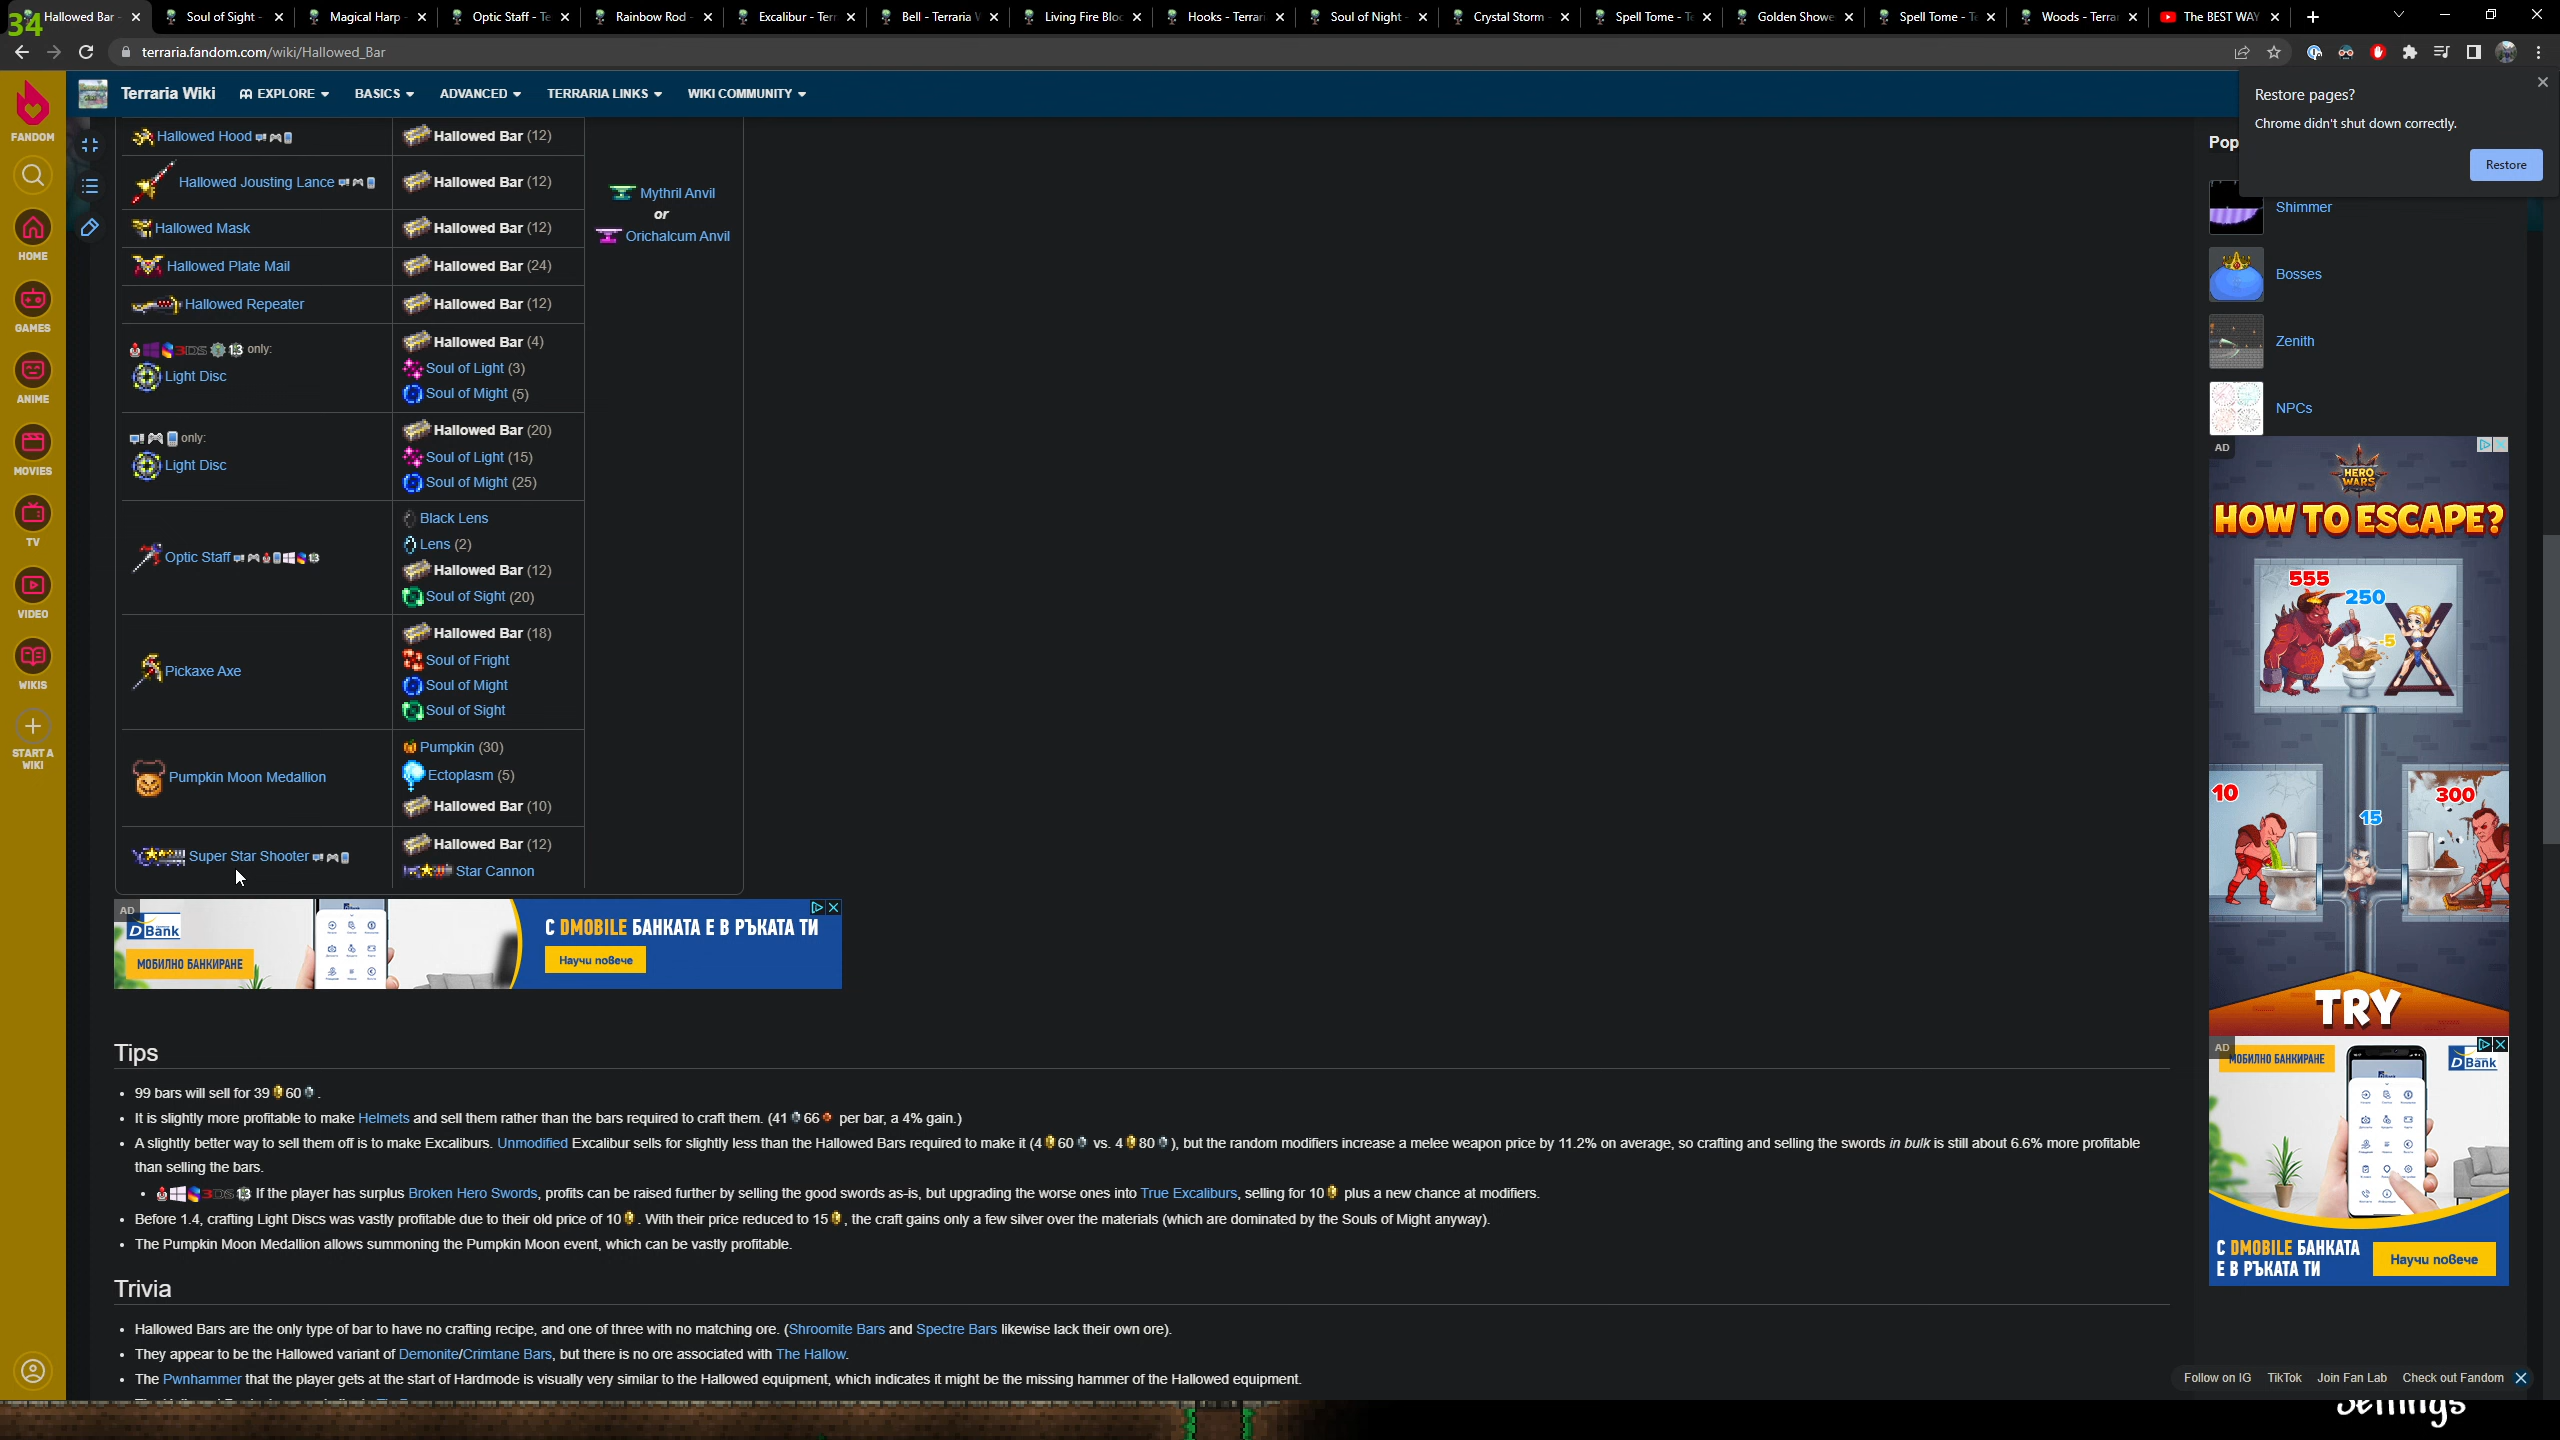 34
Hallowed Bar -
Soul of Sight -
Magical Harp -
Optic Staff - Te
Rainbow Rod -
Excalibur - Terr
Bell - Terraria W
Living Fire Bloc
Hooks - Terrari
Soul of Night -
Crystal Storm -
Spell Tome - Te
Golden Showe
Spell Tome - Te
Woods - Terrar
The BEST WAY
terraria.fandom.com/wiki/Hallowed_Bar
Restore pages?
Chrome didn't shut down correctly.
Restore
Terraria Wiki
EXPLORE
BASICS
ADVANCED
TERRARIA LINKS
WIKI COMMUNITY
FANDOM
HOME
GAMES
ANIME
MOVIES
TV
VIDEO
WIKIS
START A
WIKI
Hallowed Hood
Hallowed Bar (12)
Hallowed Jousting Lance
Hallowed Bar (12)
Hallowed Mask
Hallowed Bar (12)
Hallowed Plate Mail
Hallowed Bar (24)
Hallowed Repeater
Hallowed Bar (12)
Mythril Anvil
or
Orichalcum Anvil
3DS only:
Light Disc
Hallowed Bar (4)
Soul of Light (3)
Soul of Might (5)
only:
Light Disc
Hallowed Bar (20)
Soul of Light (15)
Soul of Might (25)
Optic Staff
Black Lens
Lens (2)
Hallowed Bar (12)
Soul of Sight (20)
Pickaxe Axe
Hallowed Bar (18)
Soul of Fright
Soul of Might
Soul of Sight
Pumpkin Moon Medallion
Pumpkin (30)
Ectoplasm (5)
Hallowed Bar (10)
Super Star Shooter
Hallowed Bar (12)
Star Cannon
AD
DBank
МОБИЛНО БАНКИРАНЕ
С DMOBILE БАНКАТА Е В РЪКАТА ТИ
Научи повече
Tips
99 bars will sell for 39 60 .
It is slightly more profitable to make Helmets and sell them rather than the bars required to craft them. (41 66 per bar, a 4% gain.)
A slightly better way to sell them off is to make Excaliburs. Unmodified Excalibur sells for slightly less than the Hallowed Bars required to make it (4 60 vs. 4 80 ), but the random modifiers increase a melee weapon price by 11.2% on average, so crafting and selling the swords in bulk is still about 6.6% more profitable
than selling the bars.
3DS If the player has surplus Broken Hero Swords, profits can be raised further by selling the good swords as-is, but upgrading the worse ones into True Excaliburs, selling for 10 plus a new chance at modifiers.
Before 1.4, crafting Light Discs was vastly profitable due to their old price of 10 . With their price reduced to 15 , the craft gains only a few silver over the materials (which are dominated by the Souls of Might anyway).
The Pumpkin Moon Medallion allows summoning the Pumpkin Moon event, which can be vastly profitable.
Trivia
Hallowed Bars are the only type of bar to have no crafting recipe, and one of three with no matching ore. (Shroomite Bars and Spectre Bars likewise lack their own ore).
They appear to be the Hallowed variant of Demonite/Crimtane Bars, but there is no ore associated with The Hallow.
The Pwnhammer that the player gets at the start of Hardmode is visually very similar to the Hallowed equipment, which indicates it might be the missing hammer of the Hallowed equipment.
Pop
Shimmer
Bosses
Zenith
NPCs
AD
HERO
WARS
HOW TO ESCAPE?
555
250
-5
10
15
300
TRY
AD
МОБИЛНО БАНКИРАНЕ
DBank
С DMOBILE БАНКАТА
Е В РЪКАТА ТИ
Научи повече
Follow on IG
TikTok
Join Fan Lab
Check out Fandom
Settings